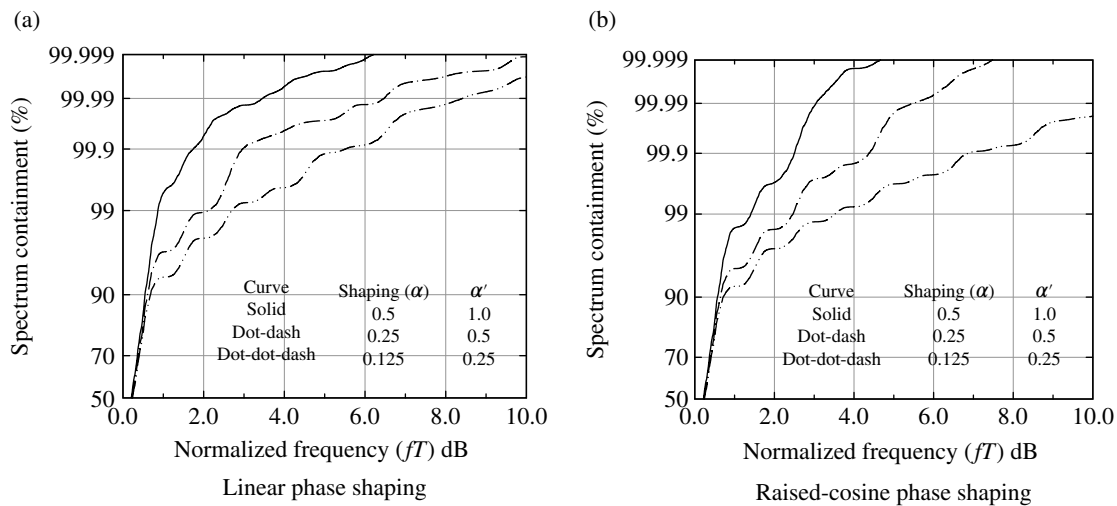 (a)
99.999
99.99
99.9
99
90
70
50
Spectrum containment (%)
Curve Shaping (α) α′
Solid 0.5 1.0
Dot-dash 0.25 0.5
Dot-dot-dash 0.125 0.25
0.0 2.0 4.0 6.0 8.0 10.0
Normalized frequency (fT) dB
Linear phase shaping
(b)
99.999
99.99
99.9
99
90
70
50
Spectrum containment (%)
Curve Shaping (α) α′
Solid 0.5 1.0
Dot-dash 0.25 0.5
Dot-dot-dash 0.125 0.25
0.0 2.0 4.0 6.0 8.0 10.0
Normalized frequency (fT) dB
Raised-cosine phase shaping